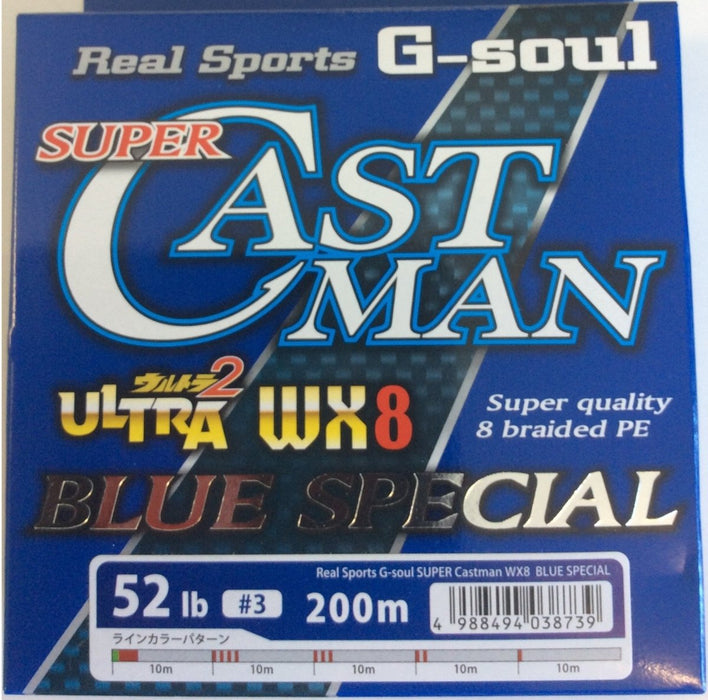 Real Sports G-soul
SUPER
CASTMAN
ウルトラ2
ULTRA WX8
Super quality
8 braided PE
BLUE SPECIAL
Real Sports G-soul SUPER Castman WX8 BLUE SPECIAL
52 lb #3 200m
4 988494 038739
ラインカラーパターン
10m 10m 10m 10m 10m